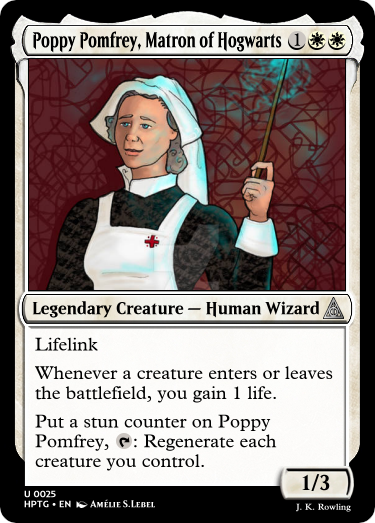 Poppy Pomfrey, Matron of Hogwarts 1
Legendary Creature — Human Wizard
Lifelink
Whenever a creature enters or leaves
the battlefield, you gain 1 life.
Put a stun counter on Poppy
Pomfrey, : Regenerate each
creature you control.
1/3
U 0025
HPTG • EN AMÉLIE S.LEBEL
J. K. Rowling